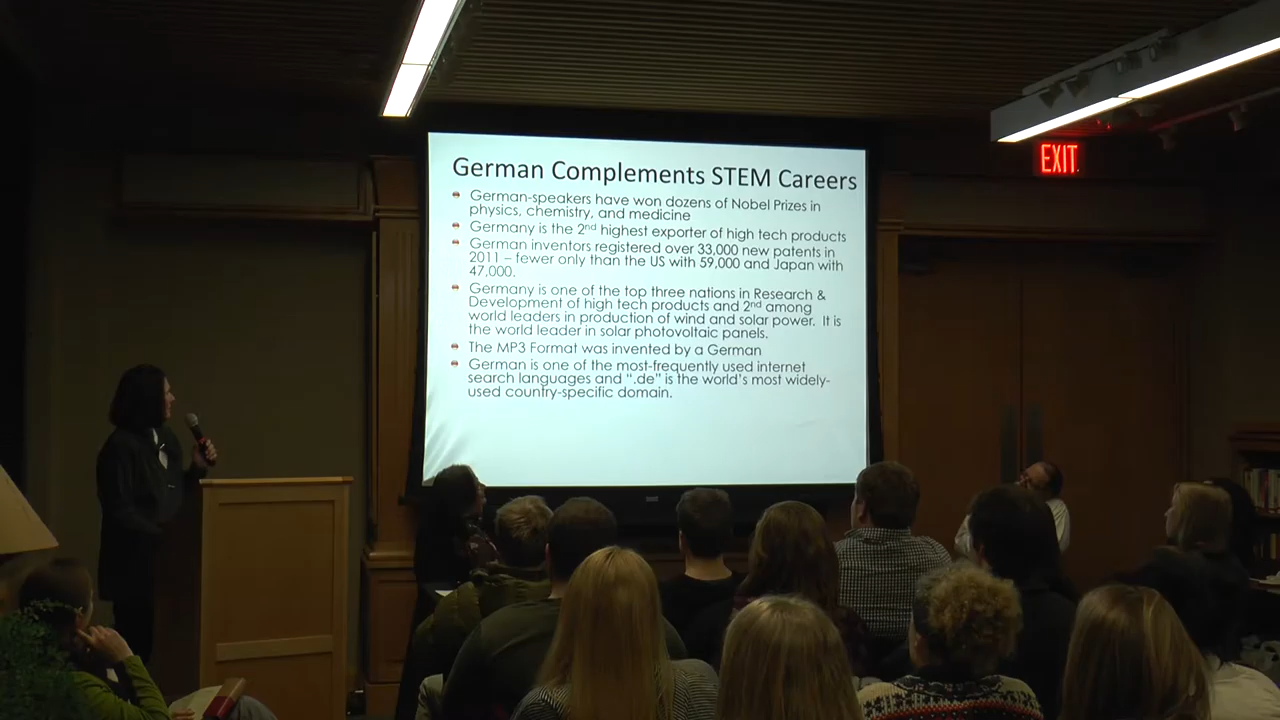 German Complements STEM Careers
German-speakers have won dozens of Nobel Prizes in
physics, chemistry, and medicine
Germany is the 2nd highest exporter of high tech products
German inventors registered over 33,000 new patents in
2011 – fewer only than the US with 59,000 and Japan with
47,000.
Germany is one of the top three nations in Research &
Development of high tech products and 2nd among
world leaders in production of wind and solar power. It is
the world leader in solar photovoltaic panels.
The MP3 Format was invented by a German
German is one of the most-frequently used internet
search languages and ".de" is the world's most widely-
used country-specific domain.
EXIT